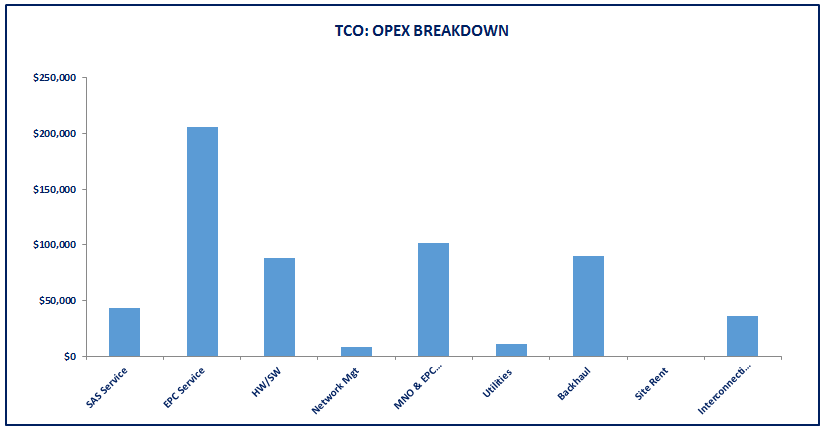 TCO: OPEX BREAKDOWN
$250,000
$200,000
$150,000
$100,000
$50,000
$0
SAS Service
EPC Service
HW/SW
Network Mgt
MNO & EPC...
Utilities
Backhaul
Site Rent
Interconnecti...